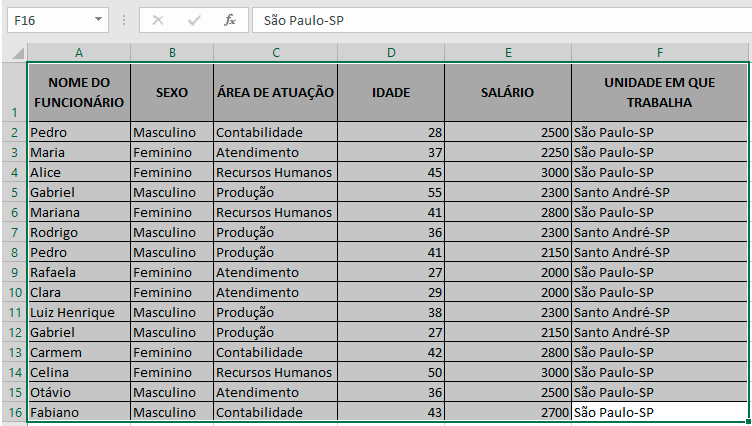 F16 fx São Paulo-SP
A B C D E F
1 NOME DO FUNCIONÁRIO SEXO ÁREA DE ATUAÇÃO IDADE SALÁRIO UNIDADE EM QUE TRABALHA
2 Pedro Masculino Contabilidade 28 2500 São Paulo-SP
3 Maria Feminino Atendimento 37 2250 São Paulo-SP
4 Alice Feminino Recursos Humanos 45 3000 São Paulo-SP
5 Gabriel Masculino Produção 55 2300 Santo André-SP
6 Mariana Feminino Recursos Humanos 41 2800 São Paulo-SP
7 Rodrigo Masculino Produção 36 2300 Santo André-SP
8 Pedro Masculino Produção 41 2150 Santo André-SP
9 Rafaela Feminino Atendimento 27 2000 São Paulo-SP
10 Clara Feminino Atendimento 29 2000 São Paulo-SP
11 Luiz Henrique Masculino Produção 38 2300 Santo André-SP
12 Gabriel Masculino Produção 27 2150 Santo André-SP
13 Carmem Feminino Contabilidade 42 2800 São Paulo-SP
14 Celina Feminino Recursos Humanos 50 3000 São Paulo-SP
15 Otávio Masculino Atendimento 36 2500 São Paulo-SP
16 Fabiano Masculino Contabilidade 43 2700 São Paulo-SP